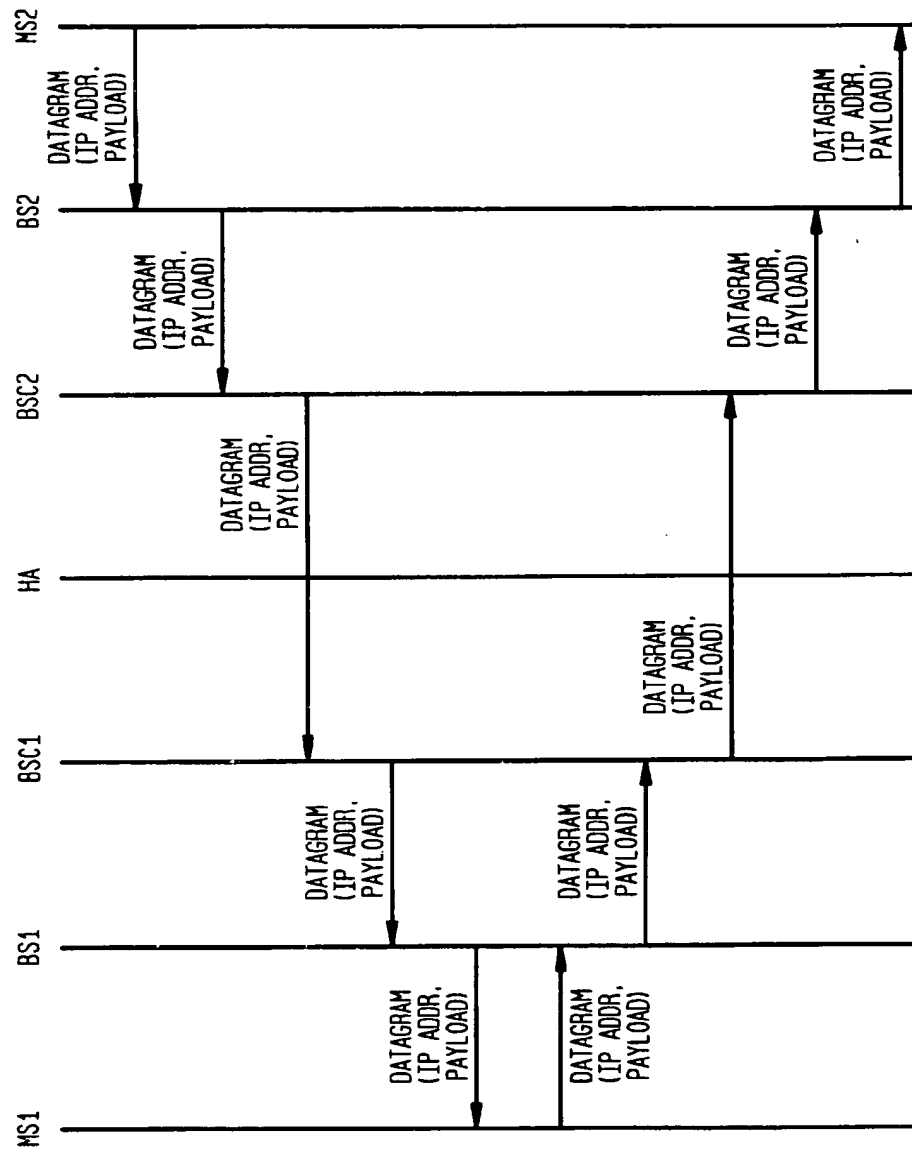 MS1
BS1
BSC1
HA
BSC2
BS2
MS2
DATAGRAM
(IP ADDR,
PAYLOAD)
DATAGRAM
(IP ADDR,
PAYLOAD)
DATAGRAM
(IP ADDR,
PAYLOAD)
DATAGRAM
(IP ADDR,
PAYLOAD)
DATAGRAM
(IP ADDR,
PAYLOAD)
DATAGRAM
(IP ADDR,
PAYLOAD)
DATAGRAM
(IP ADDR,
PAYLOAD)
DATAGRAM
(IP ADDR,
PAYLOAD)
DATAGRAM
(IP ADDR,
PAYLOAD)
DATAGRAM
(IP ADDR,
PAYLOAD)